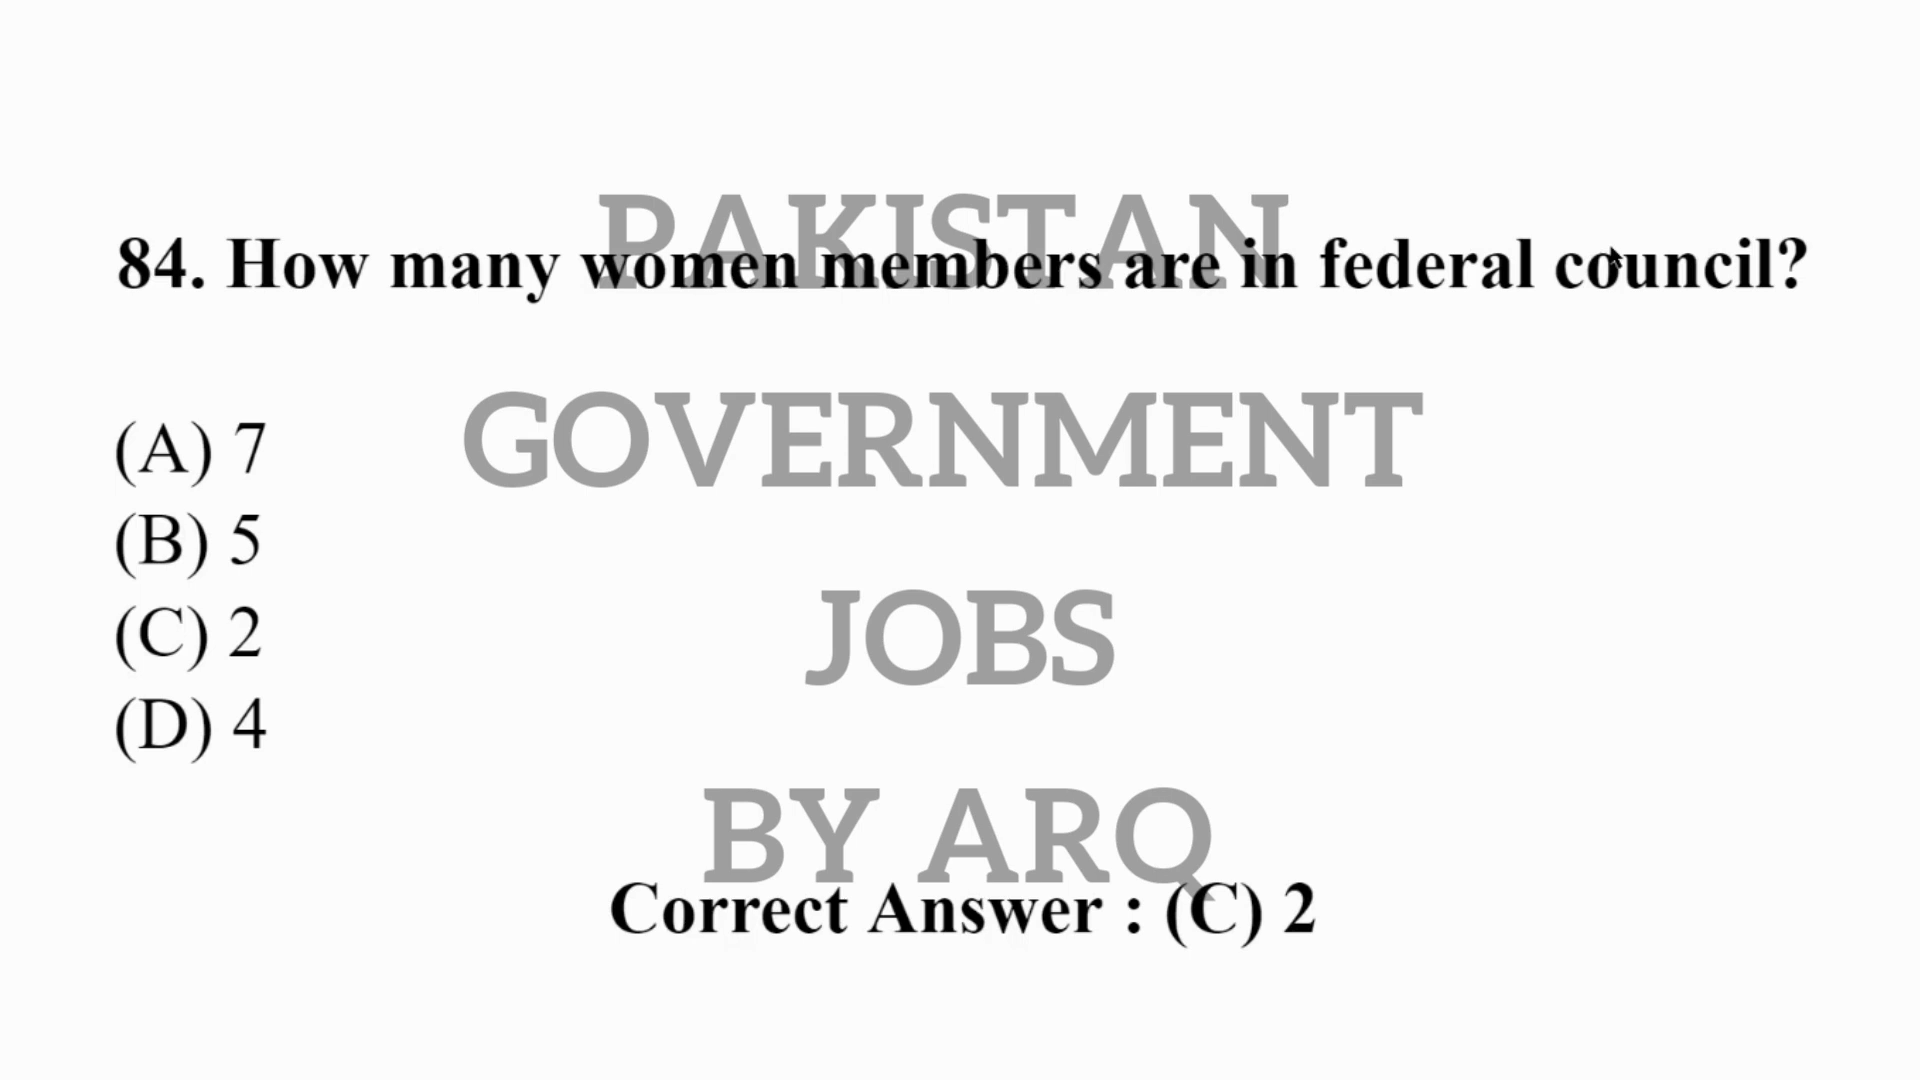 PAKISTAN
84. How many women members are in federal council?
GOVERNMENT
(A) 7
(B) 5
(C) 2
JOBS
(D) 4
BY ARQ
Correct Answer : (C) 2